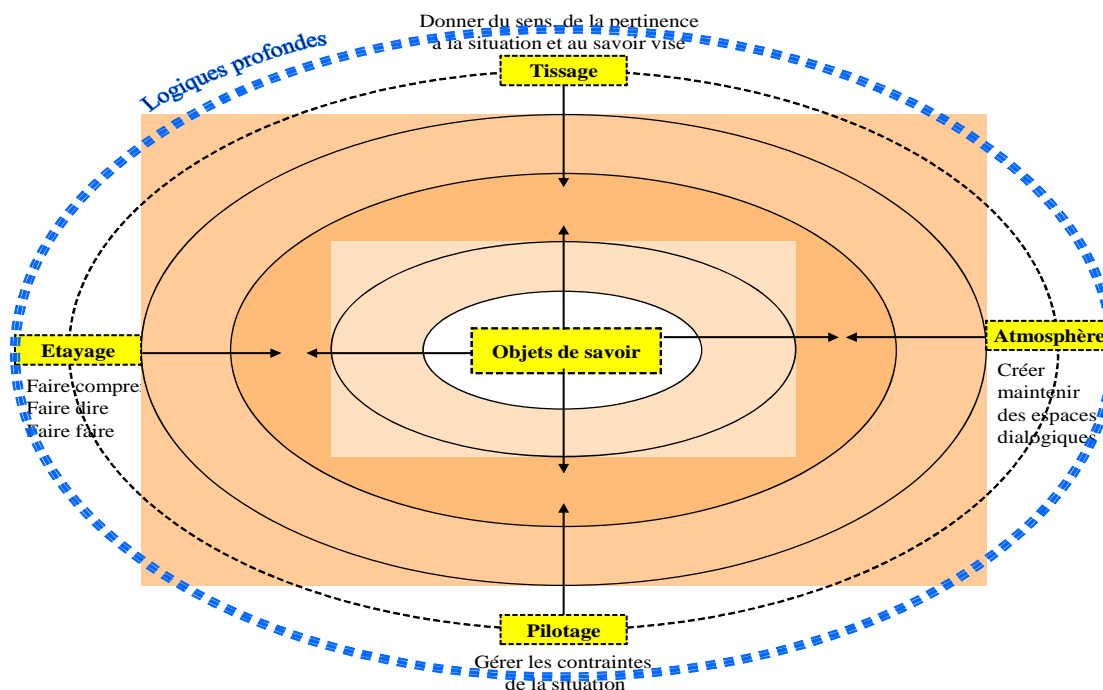 Donner du sens, de la pertinence
à la situation et au savoir visé
Logiques profondes
Tissage
Etayage
Faire compre
Faire dire
Faire faire
Objets de savoir
Atmosphère
Créer
maintenir
des espaces
dialogiques
Pilotage
Gérer les contraintes
de la situation